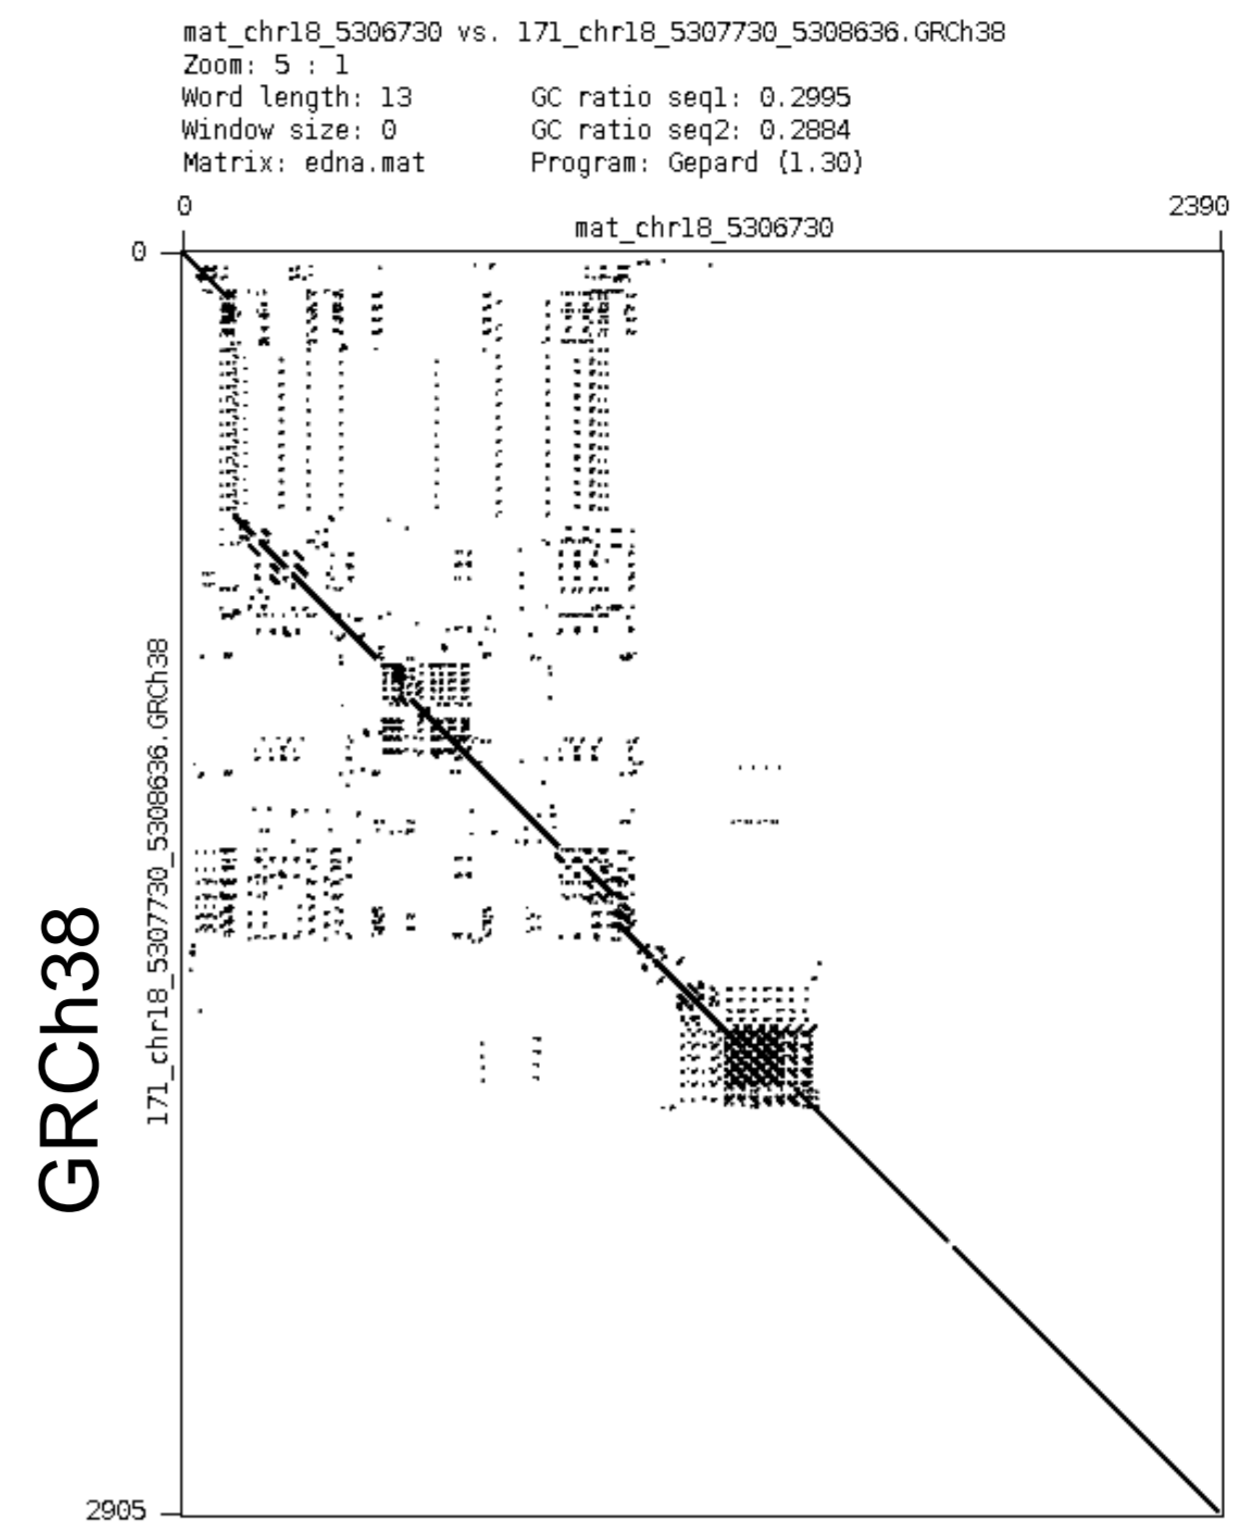 mat_chr18_5306730 vs. 171_chr18_5307730_5308636.GRCh38
Zoom: 5 : 1
Word length: 13 GC ratio seq1: 0.2995
Window size: 0 GC ratio seq2: 0.2884
Matrix: edna.mat Program: Gepard (1.30)
0 2390
mat_chr18_5306730
0
171_chr18_5307730_5308636.GRCh38
GRCh38
2905